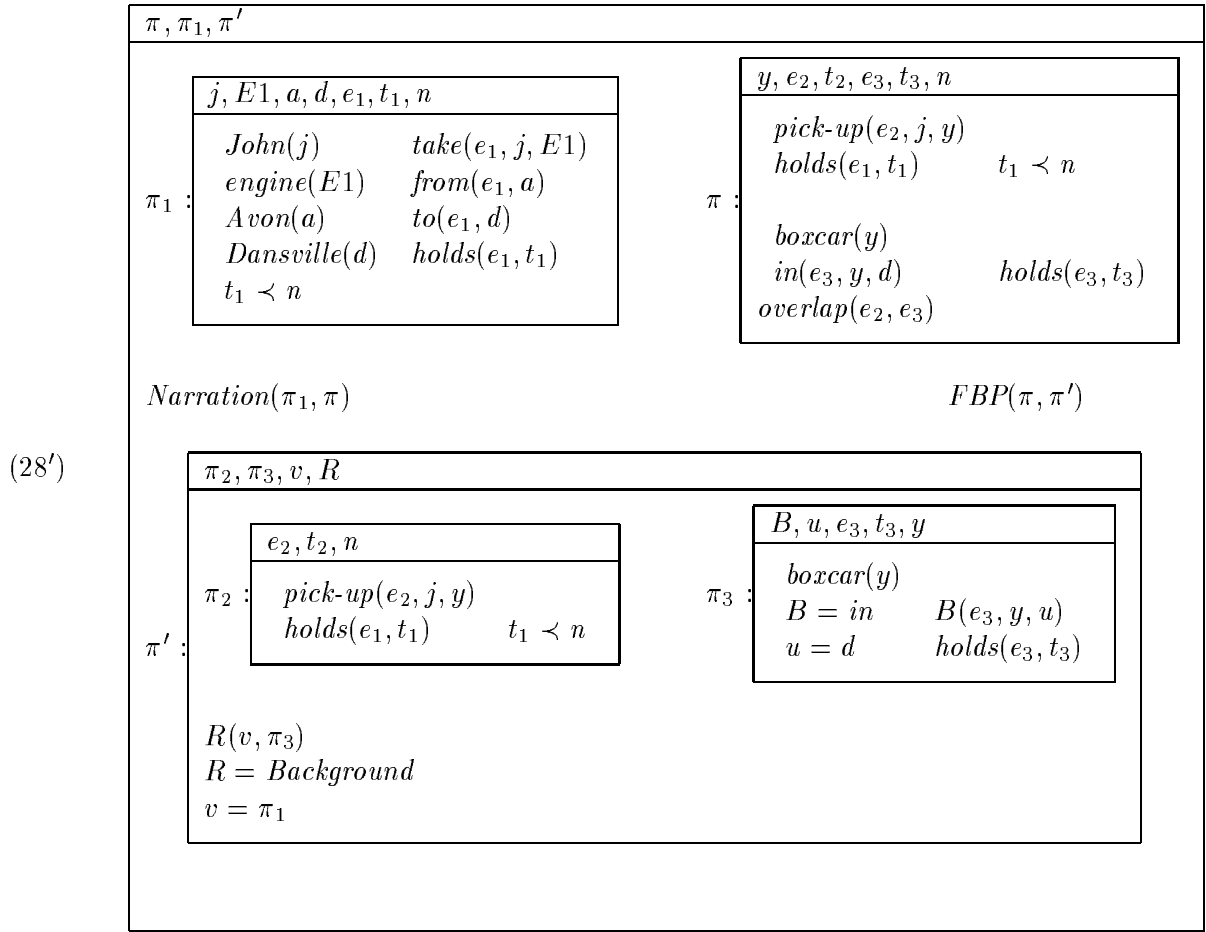 π, π₁, π′
j, E1, a, d, e₁, t₁, n
John(j) take(e₁, j, E1)
engine(E1) from(e₁, a)
π₁ : Avon(a) to(e₁, d)
Dansville(d) holds(e₁, t₁)
t₁ ≺ n
y, e₂, t₂, e₃, t₃, n
pick-up(e₂, j, y)
holds(e₁, t₁) t₁ ≺ n
π :
boxcar(y)
in(e₃, y, d) holds(e₃, t₃)
overlap(e₂, e₃)
Narration(π₁, π) FBP(π, π′)
(28′)
π₂, π₃, v, R
π′ :
e₂, t₂, n
π₂ : pick-up(e₂, j, y)
holds(e₁, t₁) t₁ ≺ n
B, u, e₃, t₃, y
boxcar(y)
π₃ : B = in B(e₃, y, u)
u = d holds(e₃, t₃)
R(v, π₃)
R = Background
v = π₁